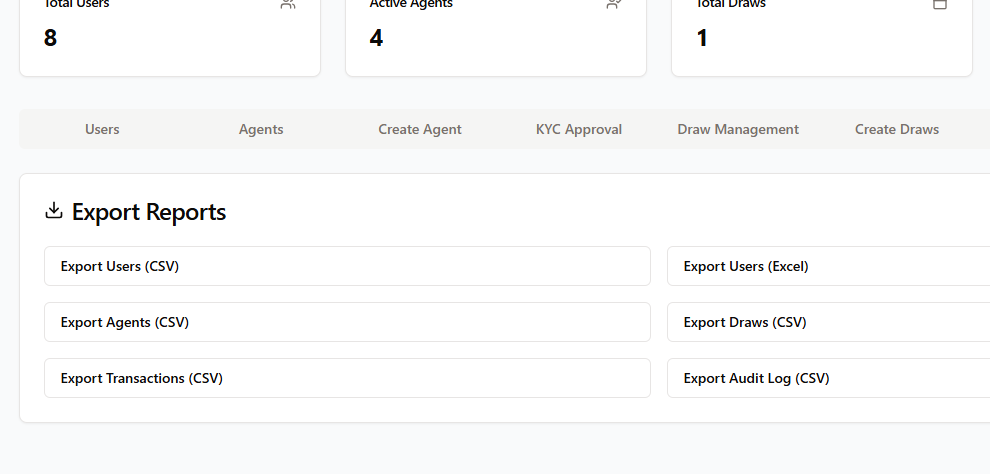 Total Users
Active Agents
Total Draws
8
4
1
Users
Agents
Create Agent
KYC Approval
Draw Management
Create Draws
Export Reports
Export Users (CSV)
Export Users (Excel)
Export Agents (CSV)
Export Draws (CSV)
Export Transactions (CSV)
Export Audit Log (CSV)